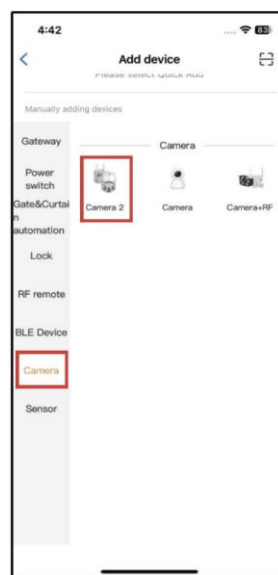 4:42
83
Add device
Please select Quick Add
Manually adding devices
Gateway
Camera
Power
switch
Gate&Curtai
n
automation
Camera 2
Camera
Camera+RF
Lock
RF remote
BLE Device
Camera
Sensor